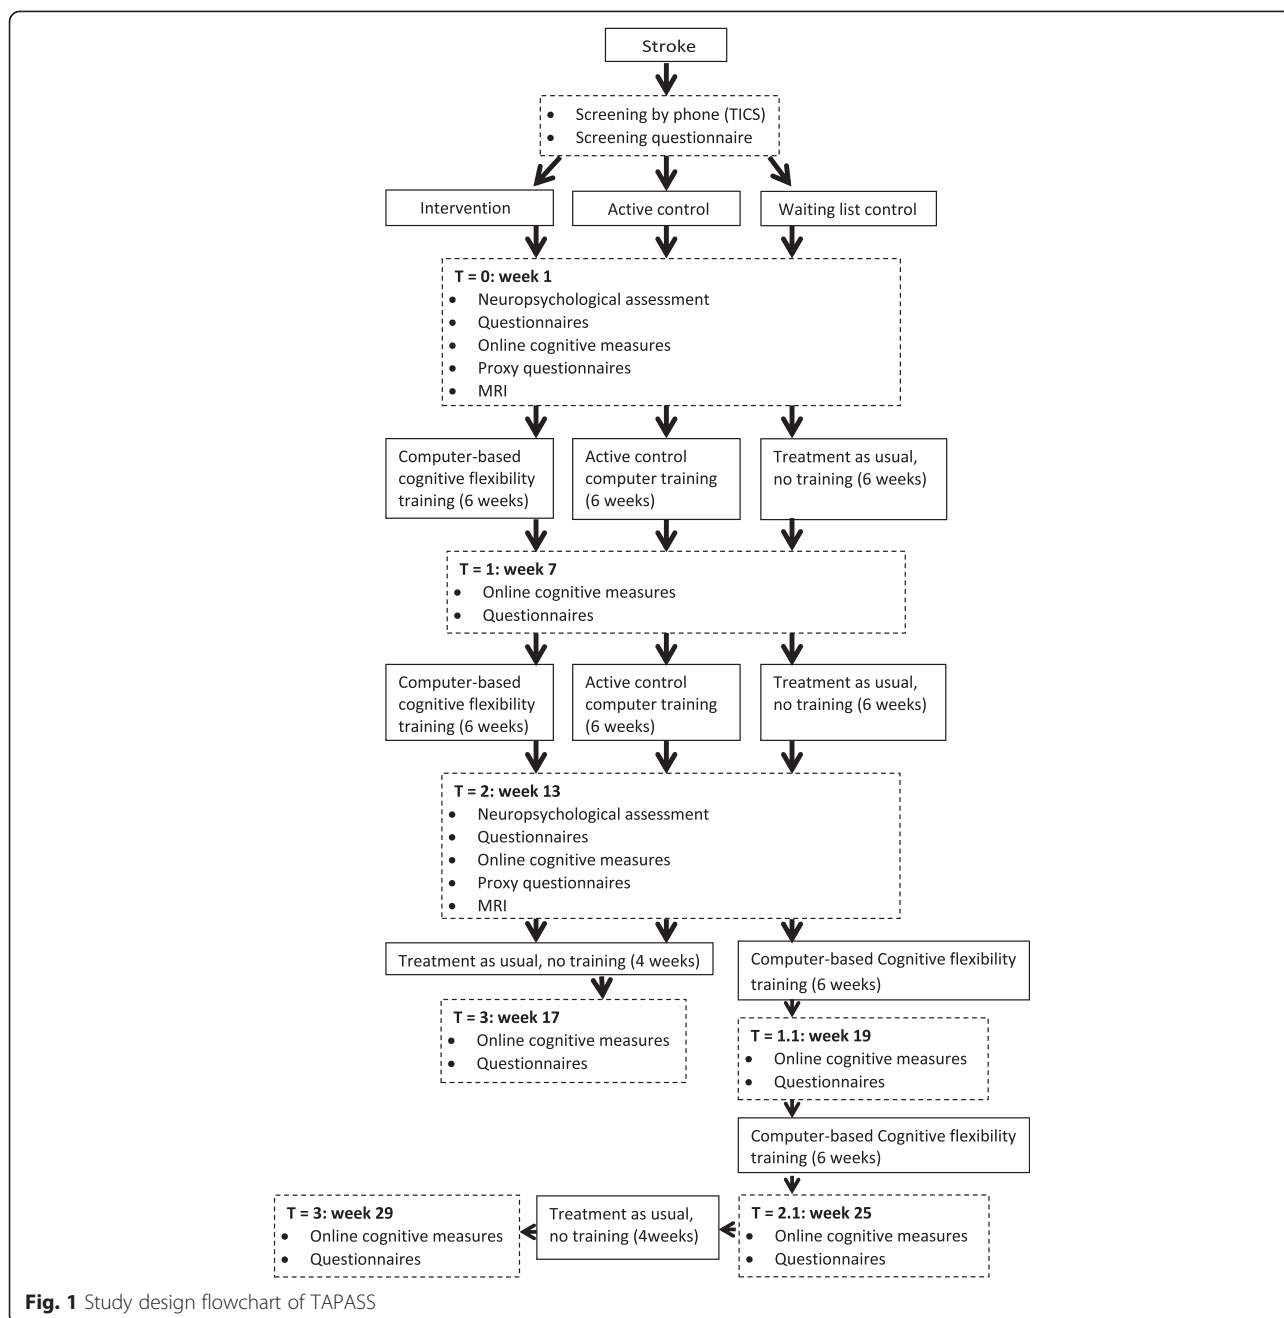 Stroke
• Screening by phone (TICS)
• Screening questionnaire
Intervention
Active control
Waiting list control
T = 0: week 1
• Neuropsychological assessment
• Questionnaires
• Online cognitive measures
• Proxy questionnaires
• MRI
Computer-based
cognitive flexibility
training (6 weeks)
Active control
computer training
(6 weeks)
Treatment as usual,
no training (6 weeks)
T = 1: week 7
• Online cognitive measures
• Questionnaires
Computer-based
cognitive flexibility
training (6 weeks)
Active control
computer training
(6 weeks)
Treatment as usual,
no training (6 weeks)
T = 2: week 13
• Neuropsychological assessment
• Questionnaires
• Online cognitive measures
• Proxy questionnaires
• MRI
Treatment as usual, no training (4 weeks)
Computer-based Cognitive flexibility
training (6 weeks)
T = 3: week 17
• Online cognitive measures
• Questionnaires
T = 1.1: week 19
• Online cognitive measures
• Questionnaires
Computer-based Cognitive flexibility
training (6 weeks)
T = 2.1: week 25
• Online cognitive measures
• Questionnaires
Treatment as usual,
no training (4weeks)
T = 3: week 29
• Online cognitive measures
• Questionnaires
Fig. 1 Study design flowchart of TAPASS